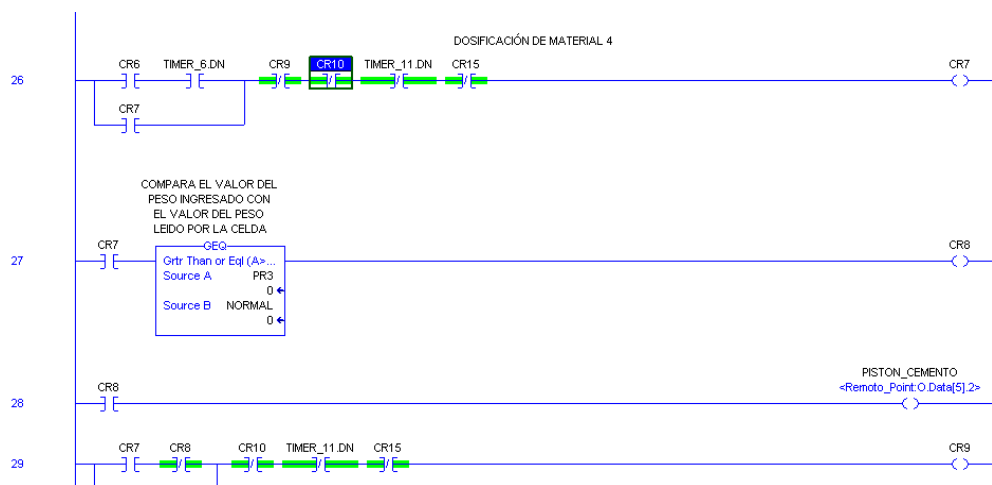 DOSIFICACIÓN DE MATERIAL 4
CR6 TIMER_6.DN CR9 CR10 TIMER_11.DN CR15 CR7
26
CR7
COMPARA EL VALOR DEL
PESO INGRESADO CON
EL VALOR DEL PESO
LEIDO POR LA CELDA
CR7 GEQ CR8
27 Grtr Than or Eql (A>...
Source A PR3
0
Source B NORMAL
0
PISTON_CEMENTO
CR8 <Remoto_Point:O.Data[5].2>
28
CR7 CR8 CR10 TIMER_11.DN CR15 CR9
29